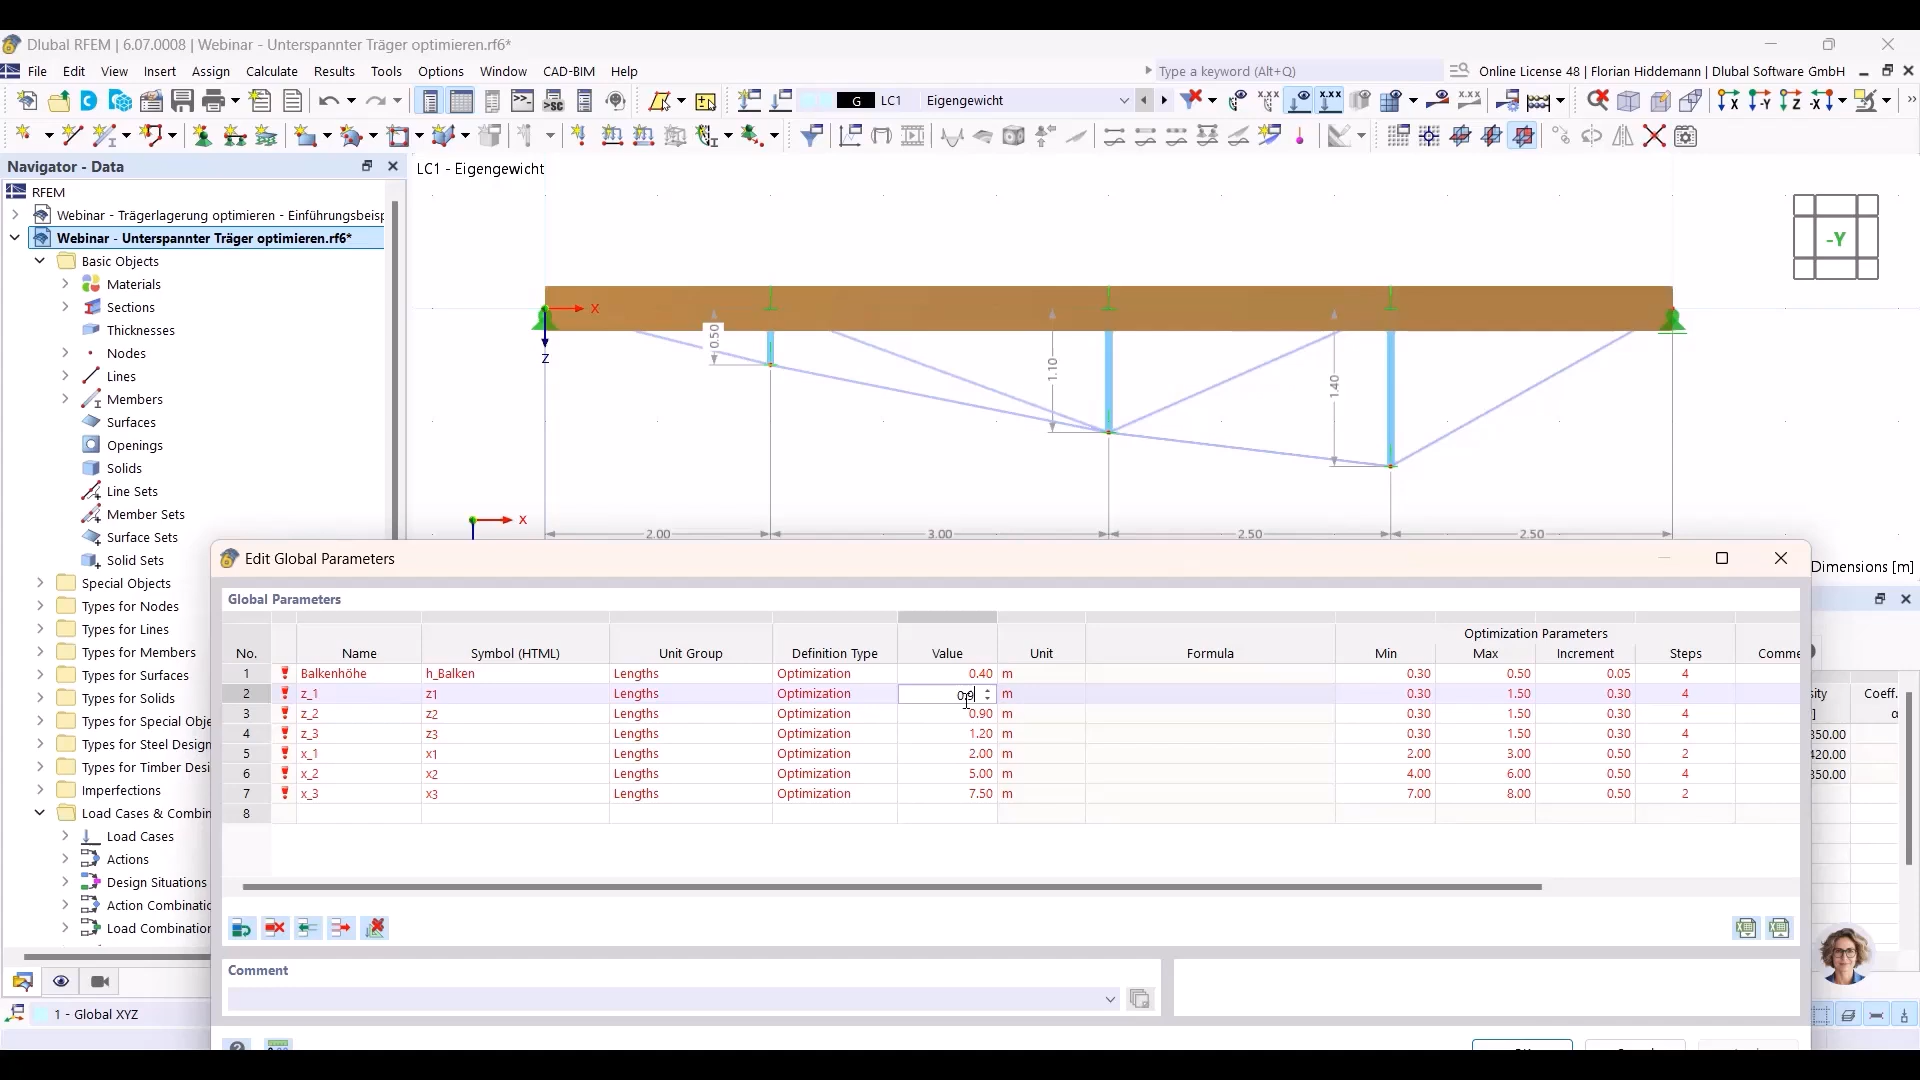 Dlubal RFEM | 6.07.0008 | Webinar - Unterspannter Träger optimieren.rf6*
File Edit View Insert Assign Calculate Results Tools Options Window CAD-BIM Help
Type a keyword (Alt+Q)
Online License 48 | Florian Hiddemann | Dlubal Software GmbH
G LC1 Eigengewicht
Navigator - Data
RFEM
Webinar - Trägerlagerung optimieren - Einführungsbeisp
Webinar - Unterspannter Träger optimieren.rf6*
Basic Objects
Materials
Sections
Thicknesses
Nodes
Lines
Members
Surfaces
Openings
Solids
Line Sets
Member Sets
Surface Sets
Solid Sets
Special Objects
Types for Nodes
Types for Lines
Types for Members
Types for Surfaces
Types for Solids
Types for Special Obje
Types for Steel Design
Types for Timber Desi
Imperfections
Load Cases & Combin
Load Cases
Actions
Design Situations
Action Combinatic
Load Combination
1 - Global XYZ
LC1 - Eigengewicht
-Y
X
Z
0.50
1.10
1.40
X
2.00 3.00 2.50 2.50
Dimensions [m]
Edit Global Parameters
Global Parameters
Optimization Parameters
No. Name Symbol (HTML) Unit Group Definition Type Value Unit Formula Min Max Increment Steps Comme
1 Balkenhöhe h_Balken Lengths Optimization 0.40 m 0.30 0.50 0.05 4
2 z_1 z1 Lengths Optimization 0.9 m 0.30 1.50 0.30 4
3 z_2 z2 Lengths Optimization 0.90 m 0.30 1.50 0.30 4
4 z_3 z3 Lengths Optimization 1.20 m 0.30 1.50 0.30 4
5 x_1 x1 Lengths Optimization 2.00 m 2.00 3.00 0.50 2
6 x_2 x2 Lengths Optimization 5.00 m 4.00 6.00 0.50 4
7 x_3 x3 Lengths Optimization 7.50 m 7.00 8.00 0.50 2
8
Comment
sity Coeff.
350.00
420.00
350.00